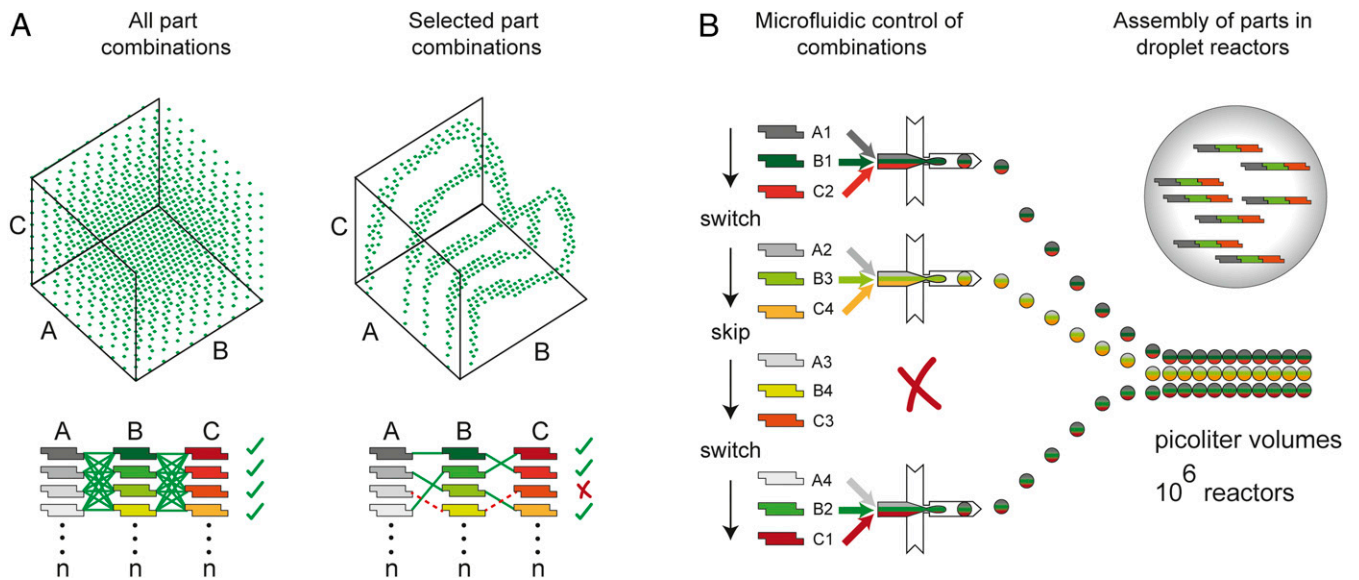 A
All part
combinations
Selected part
combinations
C
A
B
C
A
B
A B C
n n n
A B C
n n n
B
Microfluidic control of
combinations
Assembly of parts in
droplet reactors
A1
B1
C2
switch
A2
B3
C4
skip
A3
B4
C3
switch
A4
B2
C1
picoliter volumes
10^6 reactors